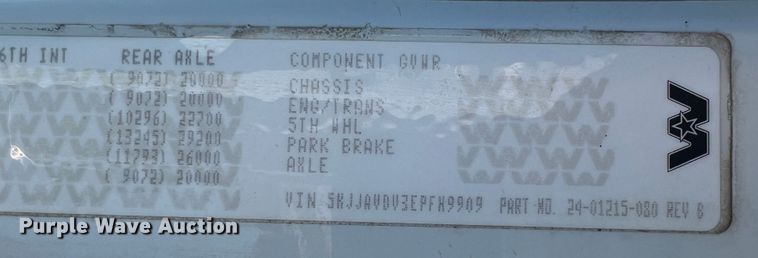 6TH INT REAR AXLE COMPONENT GVWR
( 9072) 20000 CHASSIS
( 9072) 20000 ENG/TRANS
(10296) 22700 5TH WHL
(13245) 29200 PARK BRAKE
(11793) 26000 AXLE
( 9072) 20000
VIN 5KJJAVDV3EPFK9909 PART NO. 24-01215-080 REV B
Purple Wave Auction